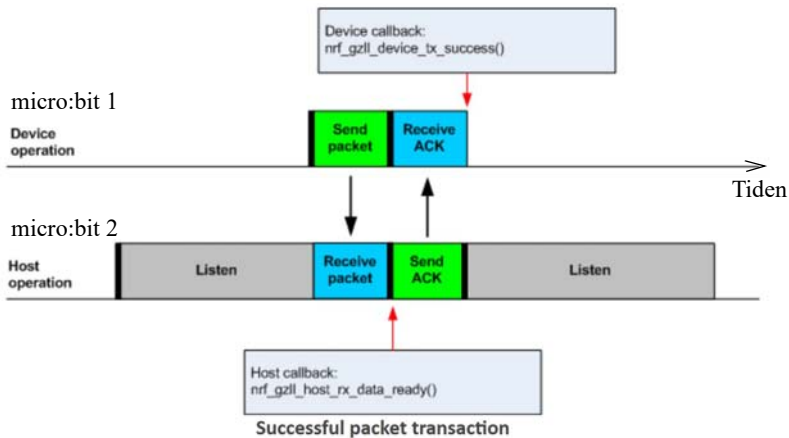 Device callback:
nrf_gzll_device_tx_success()
micro:bit 1
Device
operation
Send
packet
Receive
ACK
Tiden
micro:bit 2
Host
operation
Listen
Receive
packet
Send
ACK
Listen
Host callback:
nrf_gzll_host_rx_data_ready()
Successful packet transaction